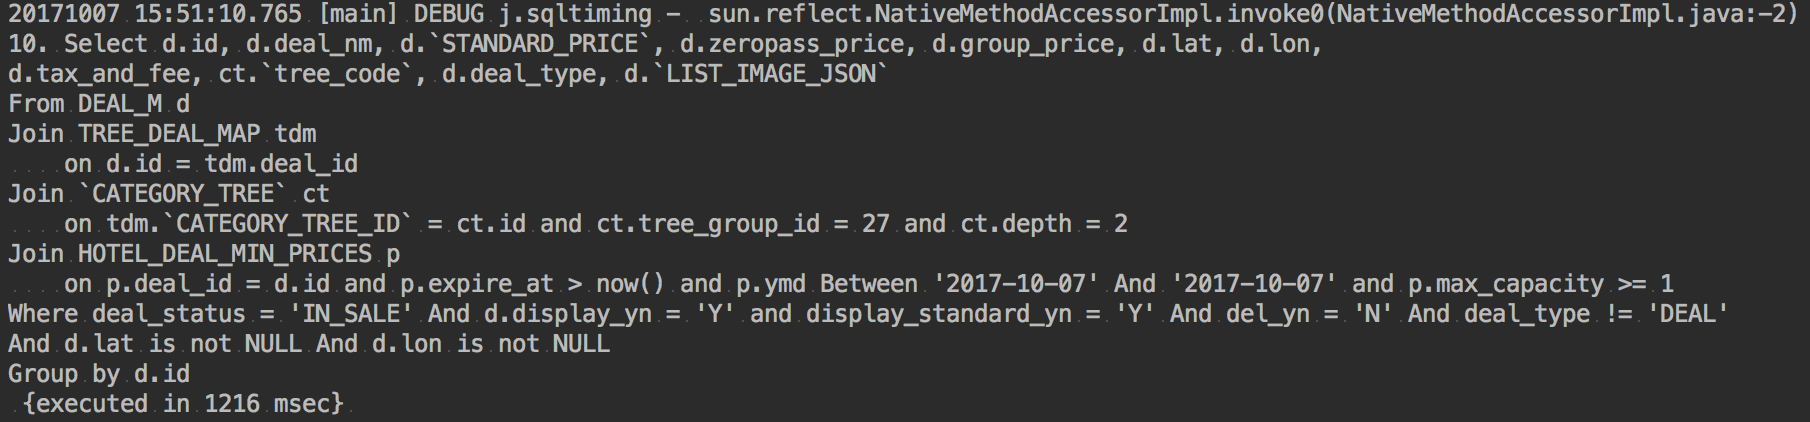 20171007 15:51:10.765 [main] DEBUG j.sqltiming -  sun.reflect.NativeMethodAccessorImpl.invoke0(NativeMethodAccessorImpl.java:-2)
10. Select d.id, d.deal_nm, d.`STANDARD_PRICE`, d.zeropass_price, d.group_price, d.lat, d.lon,
d.tax_and_fee, ct.`tree_code`, d.deal_type, d.`LIST_IMAGE_JSON`
From DEAL_M d
Join TREE_DEAL_MAP tdm
    on d.id = tdm.deal_id
Join `CATEGORY_TREE` ct
    on tdm.`CATEGORY_TREE_ID` = ct.id and ct.tree_group_id = 27 and ct.depth = 2
Join HOTEL_DEAL_MIN_PRICES p
    on p.deal_id = d.id and p.expire_at > now() and p.ymd Between '2017-10-07' And '2017-10-07' and p.max_capacity >= 1
Where deal_status = 'IN_SALE' And d.display_yn = 'Y' and display_standard_yn = 'Y' And del_yn = 'N' And deal_type != 'DEAL'
And d.lat is not NULL And d.lon is not NULL
Group by d.id
 {executed in 1216 msec}